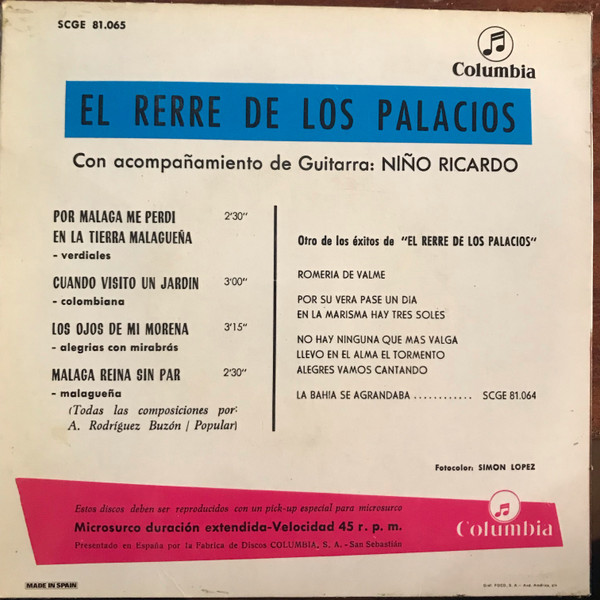 SCGE 81.065
Columbia
EL RERRE DE LOS PALACIOS
Con acompañamiento de Guitarra: NIÑO RICARDO
POR MALAGA ME PERDI 2'30"
EN LA TIERRA MALAGUEÑA
- verdiales
CUANDO VISITO UN JARDIN 3'00"
- colombiana
LOS OJOS DE MI MORENA 3'15"
- alegrias con mirabrás
MALAGA REINA SIN PAR 2'30"
- malagueña
(Todas las composiciones por:
A. Rodríguez Buzón / Popular)
Otro de los éxitos de "EL RERRE DE LOS PALACIOS"
ROMERIA DE VALME
POR SU VERA PASE UN DIA
EN LA MARISMA HAY TRES SOLES
NO HAY NINGUNA QUE MAS VALGA
LLEVO EN EL ALMA EL TORMENTO
ALEGRES VAMOS CANTANDO
LA BAHIA SE AGRANDABA ............ SCGE 81.064
Fotocolor: SIMON LOPEZ
Estos discos deben ser reproducidos con un pick-up especial para microsurco
Microsurco duración extendida-Velocidad 45 r. p. m.
Presentado en España por la Fabrica de Discos COLUMBIA, S. A. - San Sebastián
Columbia
MADE IN SPAIN